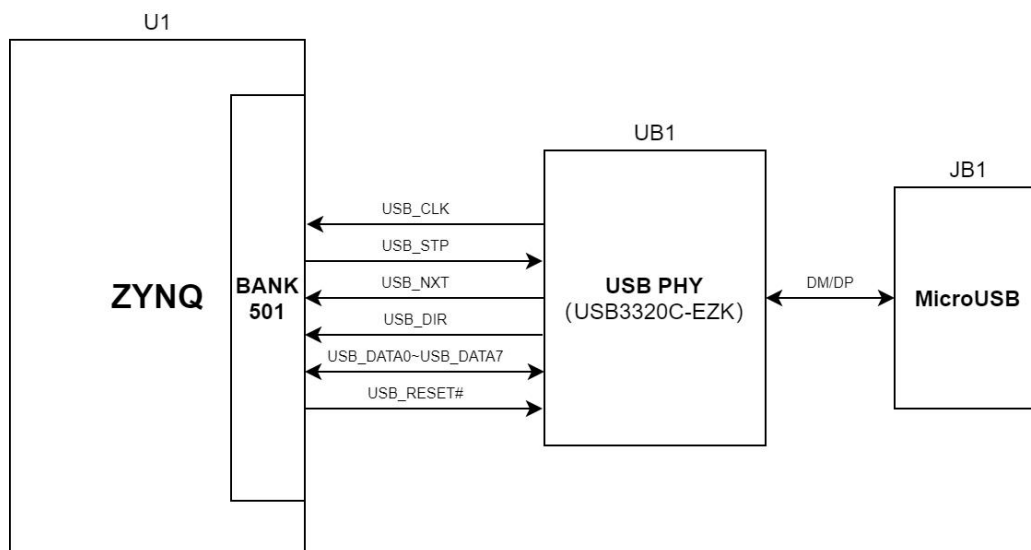 U1
UB1
JB1
ZYNQ
BANK
501
USB_CLK
USB_STP
USB_NXT
USB_DIR
USB_DATA0~USB_DATA7
USB_RESET#
USB PHY
(USB3320C-EZK)
DM/DP
MicroUSB